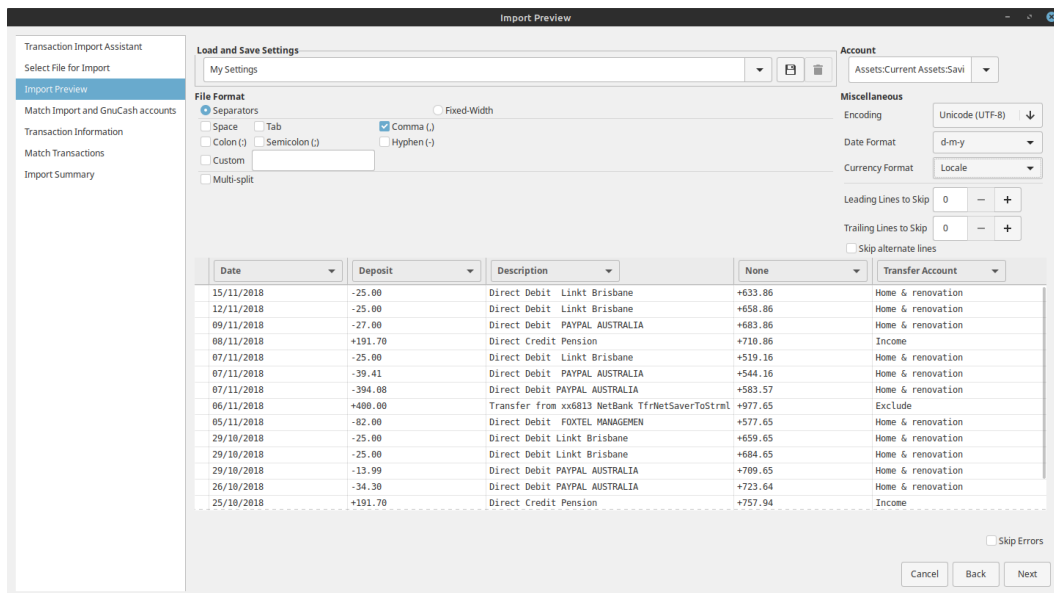 Import Preview
Transaction Import Assistant
Select File for Import
Import Preview
Match Import and GnuCash accounts
Transaction Information
Match Transactions
Import Summary
Load and Save Settings
My Settings
Account
Assets:Current Assets:Savi
File Format
Separators Fixed-Width
Space Tab Comma (,)
Colon (:) Semicolon (;) Hyphen (-)
Custom
Multi-split
Miscellaneous
Encoding Unicode (UTF-8)
Date Format d-m-y
Currency Format Locale
Leading Lines to Skip 0 − +
Trailing Lines to Skip 0 − +
Skip alternate lines
Date Deposit Description None Transfer Account
15/11/2018 -25.00 Direct Debit  Linkt Brisbane +633.86 Home & renovation
12/11/2018 -25.00 Direct Debit  Linkt Brisbane +658.86 Home & renovation
09/11/2018 -27.00 Direct Debit  PAYPAL AUSTRALIA +683.86 Home & renovation
08/11/2018 +191.70 Direct Credit Pension +710.86 Income
07/11/2018 -25.00 Direct Debit  Linkt Brisbane +519.16 Home & renovation
07/11/2018 -39.41 Direct Debit  PAYPAL AUSTRALIA +544.16 Home & renovation
07/11/2018 -394.08 Direct Debit PAYPAL AUSTRALIA +583.57 Home & renovation
06/11/2018 +400.00 Transfer from xx6813 NetBank TfrNetSaverToStrml +977.65 Exclude
05/11/2018 -82.00 Direct Debit  FOXTEL MANAGEMEN +577.65 Home & renovation
29/10/2018 -25.00 Direct Debit Linkt Brisbane +659.65 Home & renovation
29/10/2018 -25.00 Direct Debit Linkt Brisbane +684.65 Home & renovation
29/10/2018 -13.99 Direct Debit PAYPAL AUSTRALIA +709.65 Home & renovation
26/10/2018 -34.30 Direct Debit PAYPAL AUSTRALIA +723.64 Home & renovation
25/10/2018 +191.70 Direct Credit Pension +757.94 Income
Skip Errors
Cancel Back Next